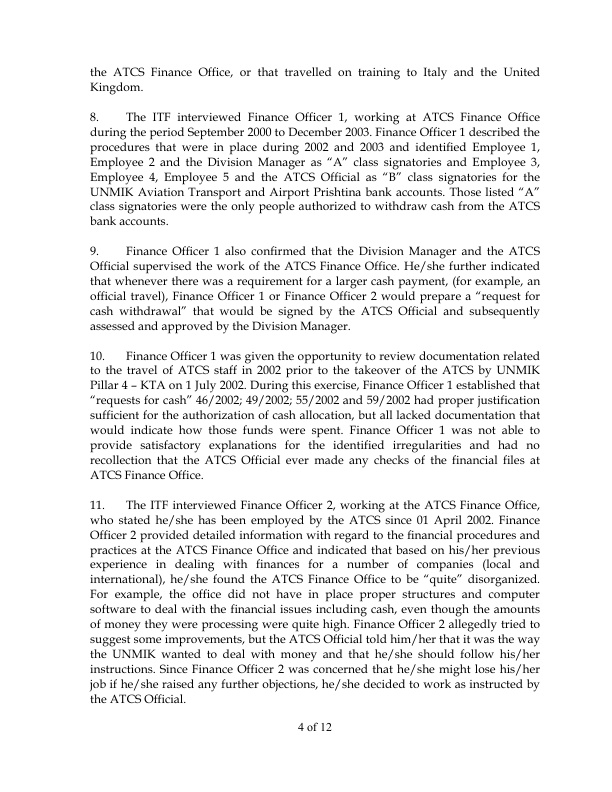 the ATCS Finance Office, or that travelled on training to Italy and the United
Kingdom.
8. The ITF interviewed Finance Officer 1, working at ATCS Finance Office
during the period September 2000 to December 2003. Finance Officer 1 described the
procedures that were in place during 2002 and 2003 and identified Employee 1,
Employee 2 and the Division Manager as “A” class signatories and Employee 3,
Employee 4, Employee 5 and the ATCS Official as “B” class signatories for the
UNMIK Aviation Transport and Airport Prishtina bank accounts. Those listed “A”
class signatories were the only people authorized to withdraw cash from the ATCS
bank accounts.
9. Finance Officer 1 also confirmed that the Division Manager and the ATCS
Official supervised the work of the ATCS Finance Office. He/she further indicated
that whenever there was a requirement for a larger cash payment, (for example, an
official travel), Finance Officer 1 or Finance Officer 2 would prepare a “request for
cash withdrawal” that would be signed by the ATCS Official and subsequently
assessed and approved by the Division Manager.
10. Finance Officer 1 was given the opportunity to review documentation related
to the travel of ATCS staff in 2002 prior to the takeover of the ATCS by UNMIK
Pillar 4 – KTA on 1 July 2002. During this exercise, Finance Officer 1 established that
“requests for cash” 46/2002; 49/2002; 55/2002 and 59/2002 had proper justification
sufficient for the authorization of cash allocation, but all lacked documentation that
would indicate how those funds were spent. Finance Officer 1 was not able to
provide satisfactory explanations for the identified irregularities and had no
recollection that the ATCS Official ever made any checks of the financial files at
ATCS Finance Office.
11. The ITF interviewed Finance Officer 2, working at the ATCS Finance Office,
who stated he/she has been employed by the ATCS since 01 April 2002. Finance
Officer 2 provided detailed information with regard to the financial procedures and
practices at the ATCS Finance Office and indicated that based on his/her previous
experience in dealing with finances for a number of companies (local and
international), he/she found the ATCS Finance Office to be “quite” disorganized.
For example, the office did not have in place proper structures and computer
software to deal with the financial issues including cash, even though the amounts
of money they were processing were quite high. Finance Officer 2 allegedly tried to
suggest some improvements, but the ATCS Official told him/her that it was the way
the UNMIK wanted to deal with money and that he/she should follow his/her
instructions. Since Finance Officer 2 was concerned that he/she might lose his/her
job if he/she raised any further objections, he/she decided to work as instructed by
the ATCS Official.
4 of 12